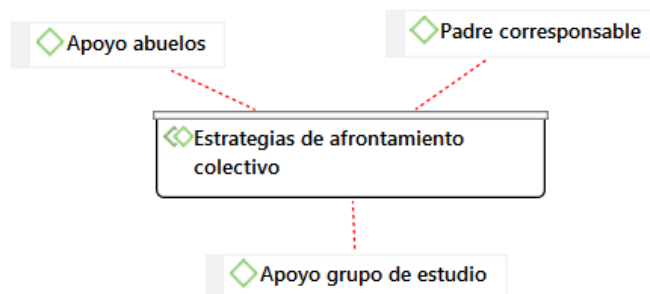 Apoyo abuelos
Padre corresponsable
Estrategias de afrontamiento
colectivo
Apoyo grupo de estudio